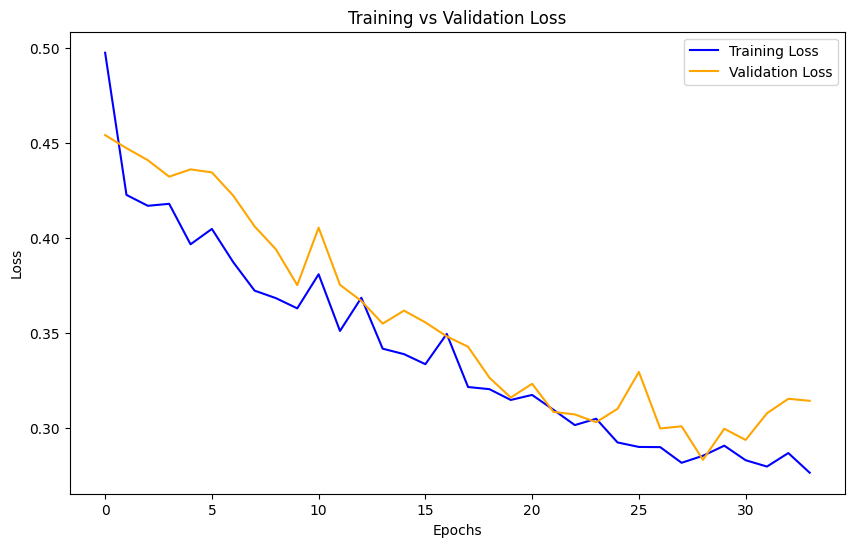 Training vs Validation Loss
Training Loss
Validation Loss
0.50
0.45
0.40
0.35
0.30
Loss
0 5 10 15 20 25 30
Epochs